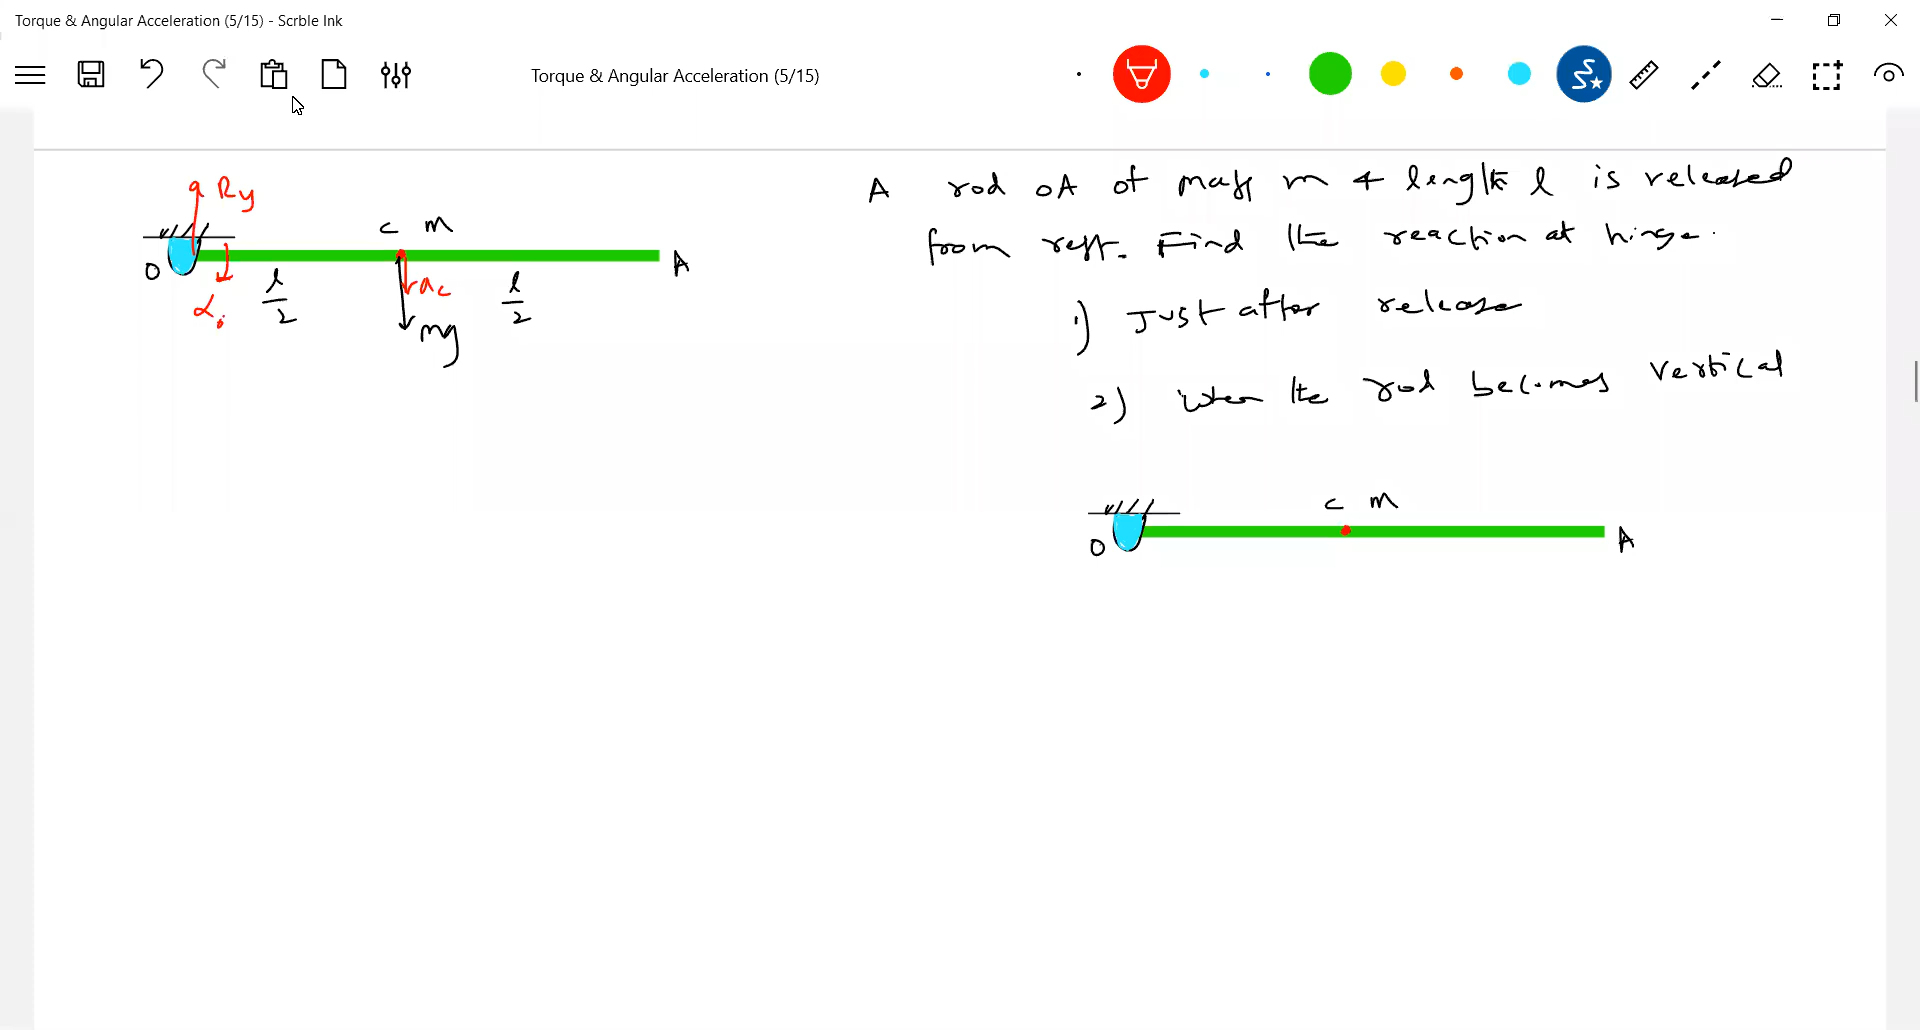 Torque & Angular Acceleration (5/15) - Scrble Ink
Torque & Angular Acceleration (5/15)
A rod OA of mass m & length l is released
from rest. Find the reaction at hinge.
1) Just after release
2) When the rod becomes vertical
Ry
C m
O
A
α
l/2
ac
l/2
mg
C m
O
A